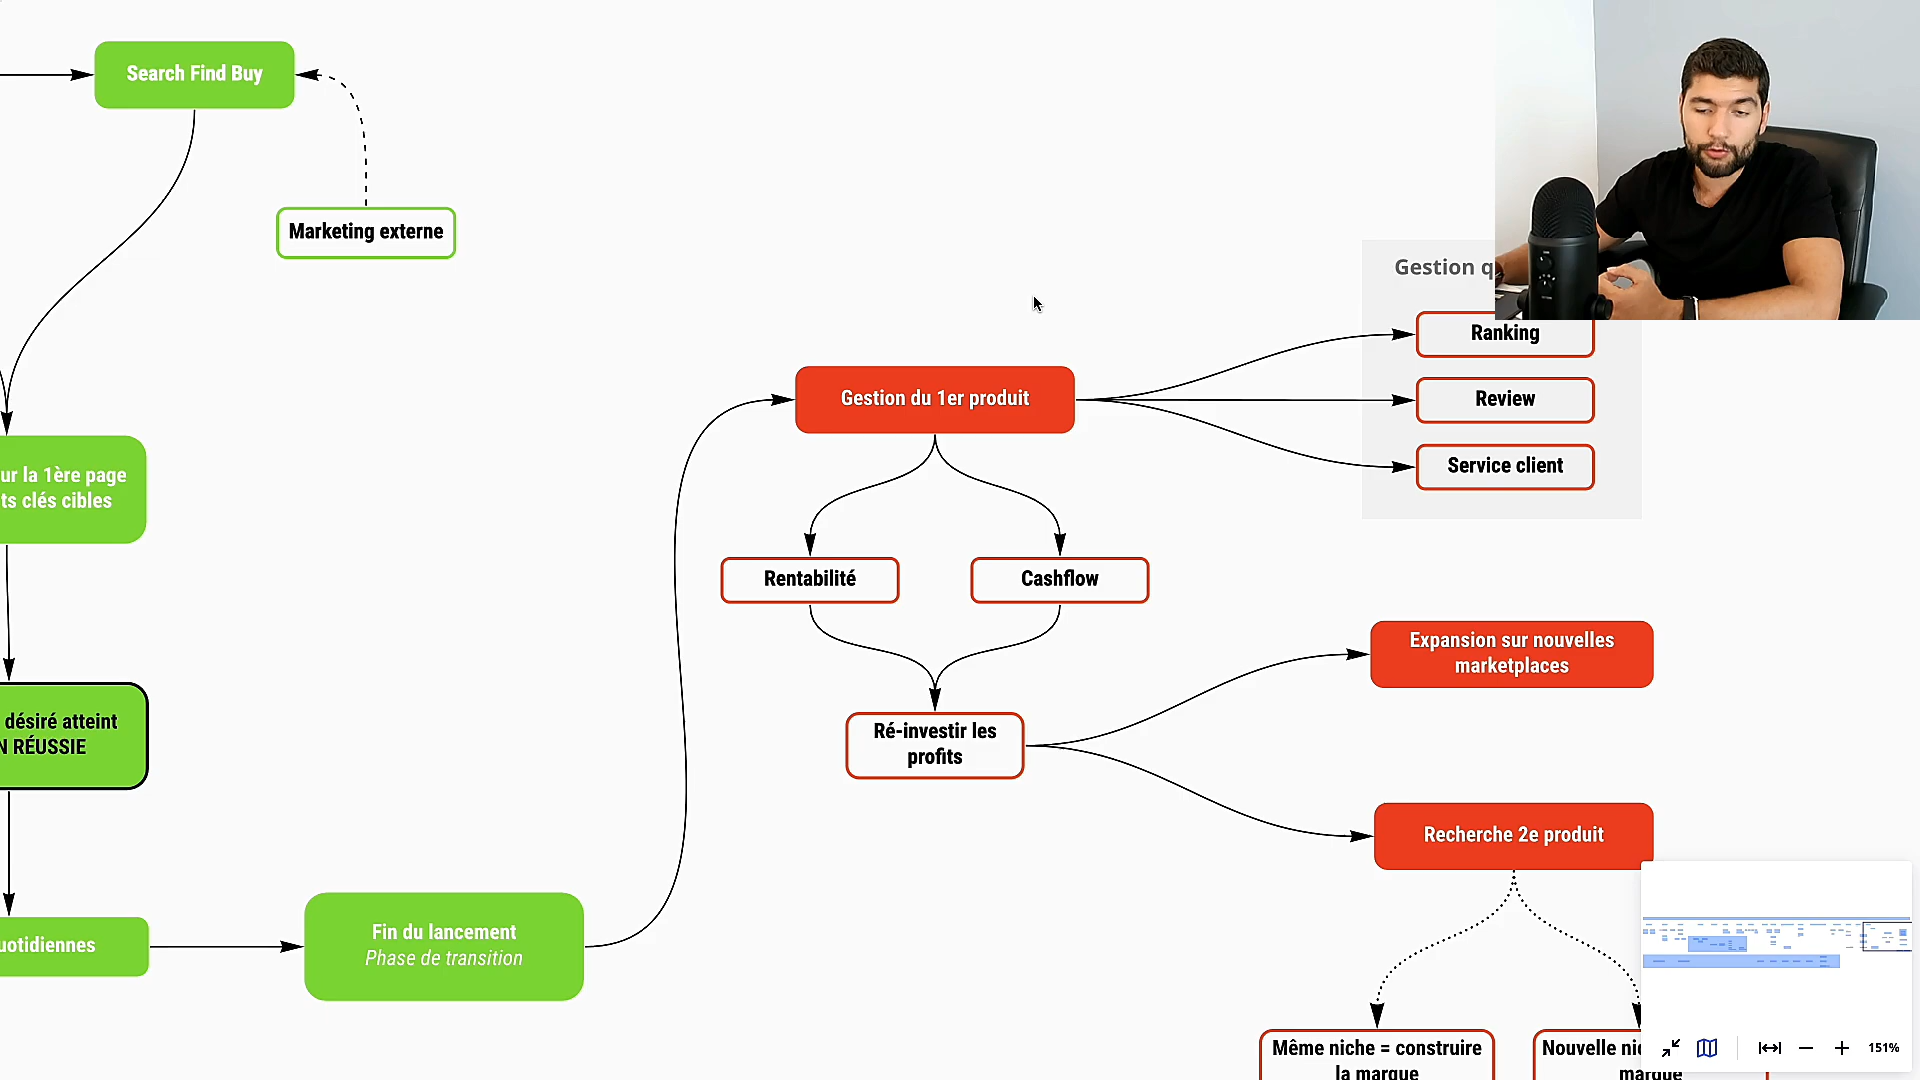 Search Find Buy
Marketing externe
Gestion
Ranking
Gestion du 1er produit
Review
Service client
ur la 1ère page
ts clés cibles
Rentabilité
Cashflow
Expansion sur nouvelles
marketplaces
désiré atteint
N RÉUSSIE
Ré-investir les
profits
Recherche 2e produit
uotidiennes
Fin du lancement
Phase de transition
Même niche = construire
la marque
Nouvelle
marque
151%